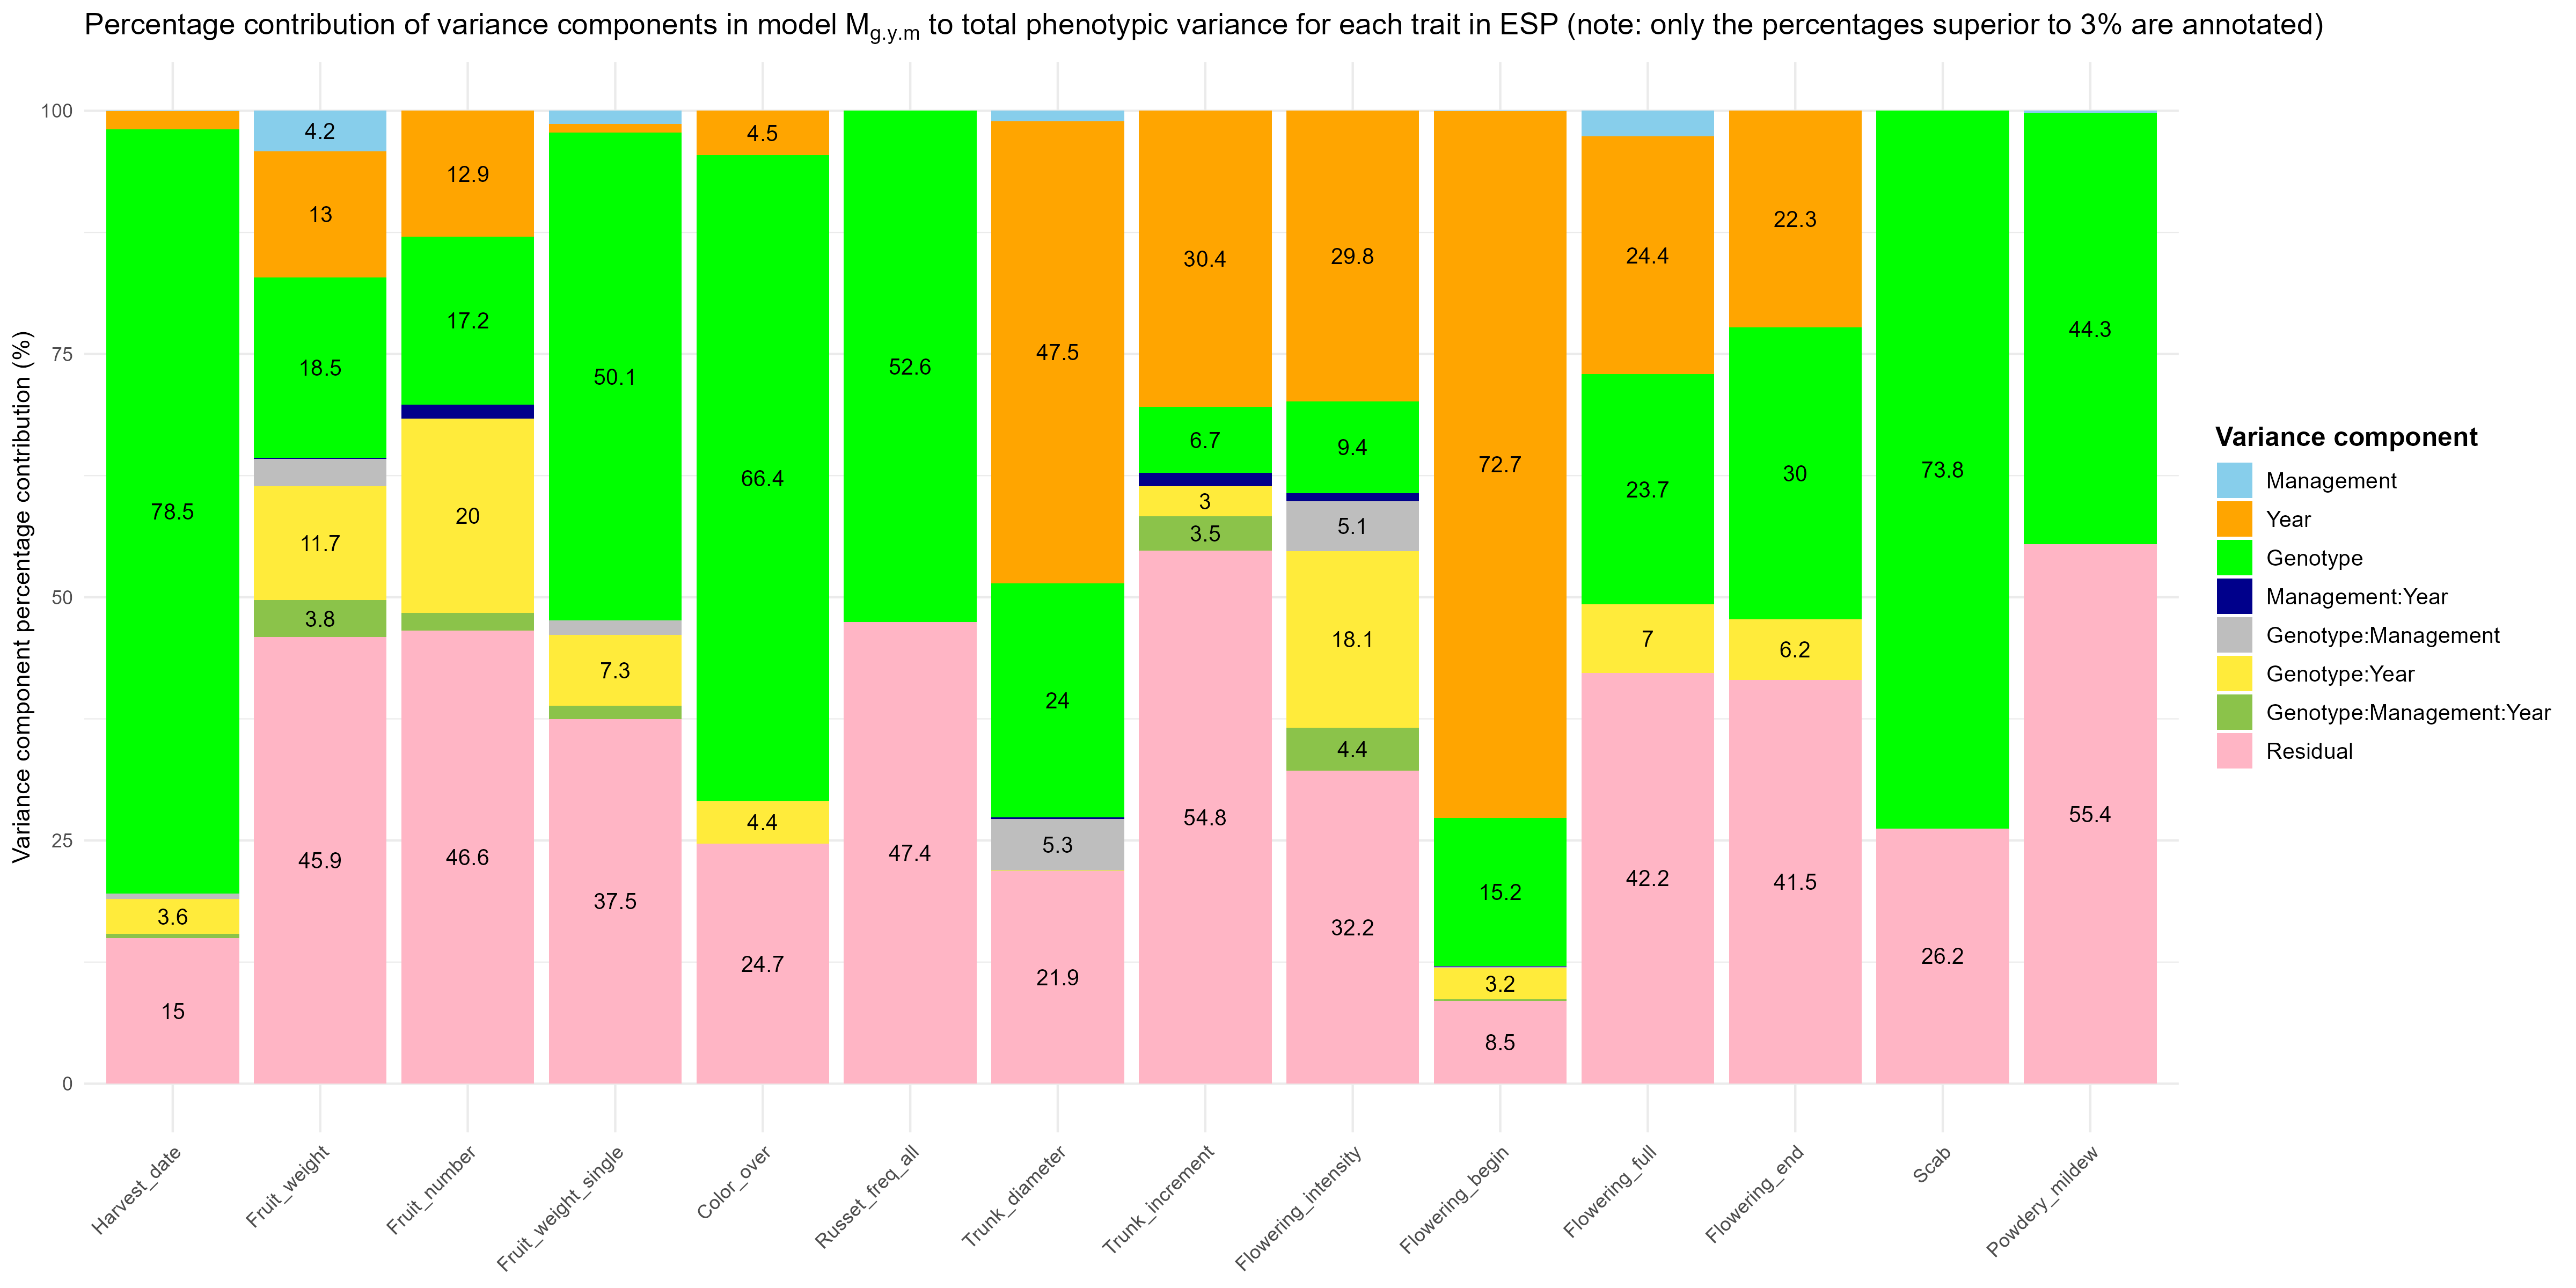 Percentage contribution of variance components in model Mg.y.m to total phenotypic variance for each trait in ESP (note: only the percentages superior to 3% are annotated)
Variance component percentage contribution (%)
100
75
50
25
0
78.5
3.6
15
4.2
13
18.5
11.7
3.8
45.9
12.9
17.2
20
46.6
50.1
7.3
37.5
4.5
66.4
4.4
24.7
52.6
47.4
47.5
24
5.3
21.9
30.4
6.7
3
3.5
54.8
29.8
9.4
5.1
18.1
4.4
32.2
72.7
15.2
3.2
8.5
24.4
23.7
7
42.2
22.3
30
6.2
41.5
73.8
26.2
44.3
55.4
Harvest_date
Fruit_weight
Fruit_number
Fruit_weight_single
Color_over
Russet_freq_all
Trunk_diameter
Trunk_increment
Flowering_intensity
Flowering_begin
Flowering_full
Flowering_end
Scab
Powdery_mildew
Variance component
Management
Year
Genotype
Management:Year
Genotype:Management
Genotype:Year
Genotype:Management:Year
Residual